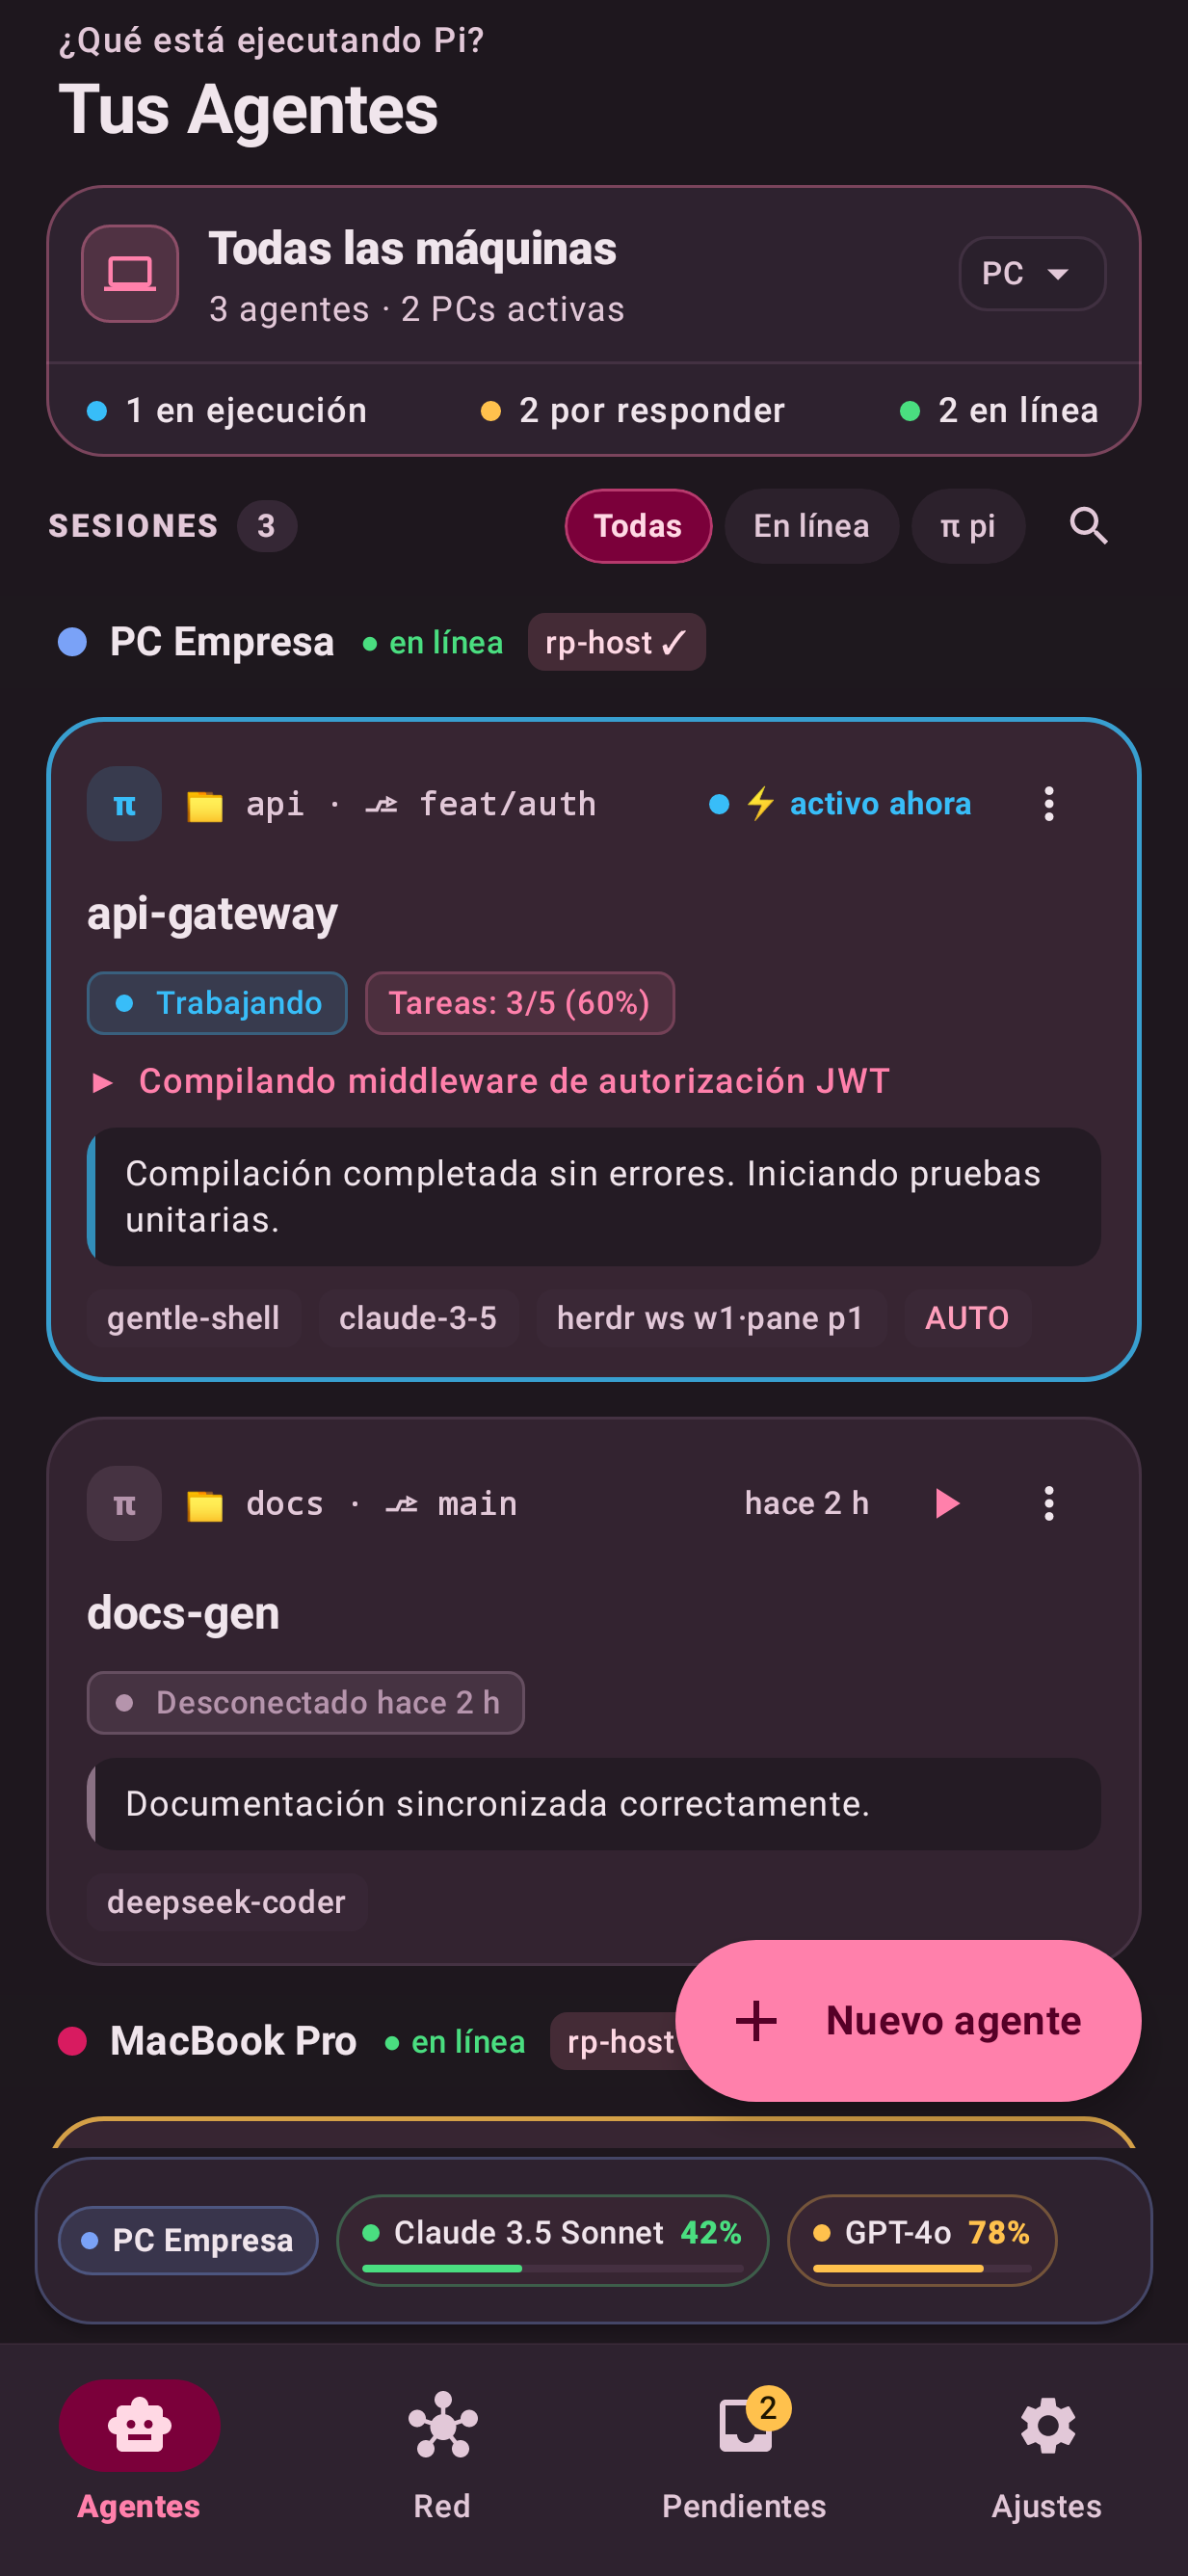 ¿Qué está ejecutando Pi?
Tus Agentes
Todas las máquinas
3 agentes · 2 PCs activas
PC
1 en ejecución
2 por responder
2 en línea
SESIONES 3
Todas
En línea
π pi
PC Empresa
en línea
rp-host ✓
π
api · feat/auth
⚡ activo ahora
api-gateway
Trabajando
Tareas: 3/5 (60%)
► Compilando middleware de autorización JWT
Compilación completada sin errores. Iniciando pruebas
unitarias.
gentle-shell
claude-3-5
herdr ws w1·pane p1
AUTO
π
docs · main
hace 2 h
docs-gen
Desconectado hace 2 h
Documentación sincronizada correctamente.
deepseek-coder
MacBook Pro
en línea
rp-host
+ Nuevo agente
PC Empresa
Claude 3.5 Sonnet 42%
GPT-4o 78%
2
Agentes
Red
Pendientes
Ajustes